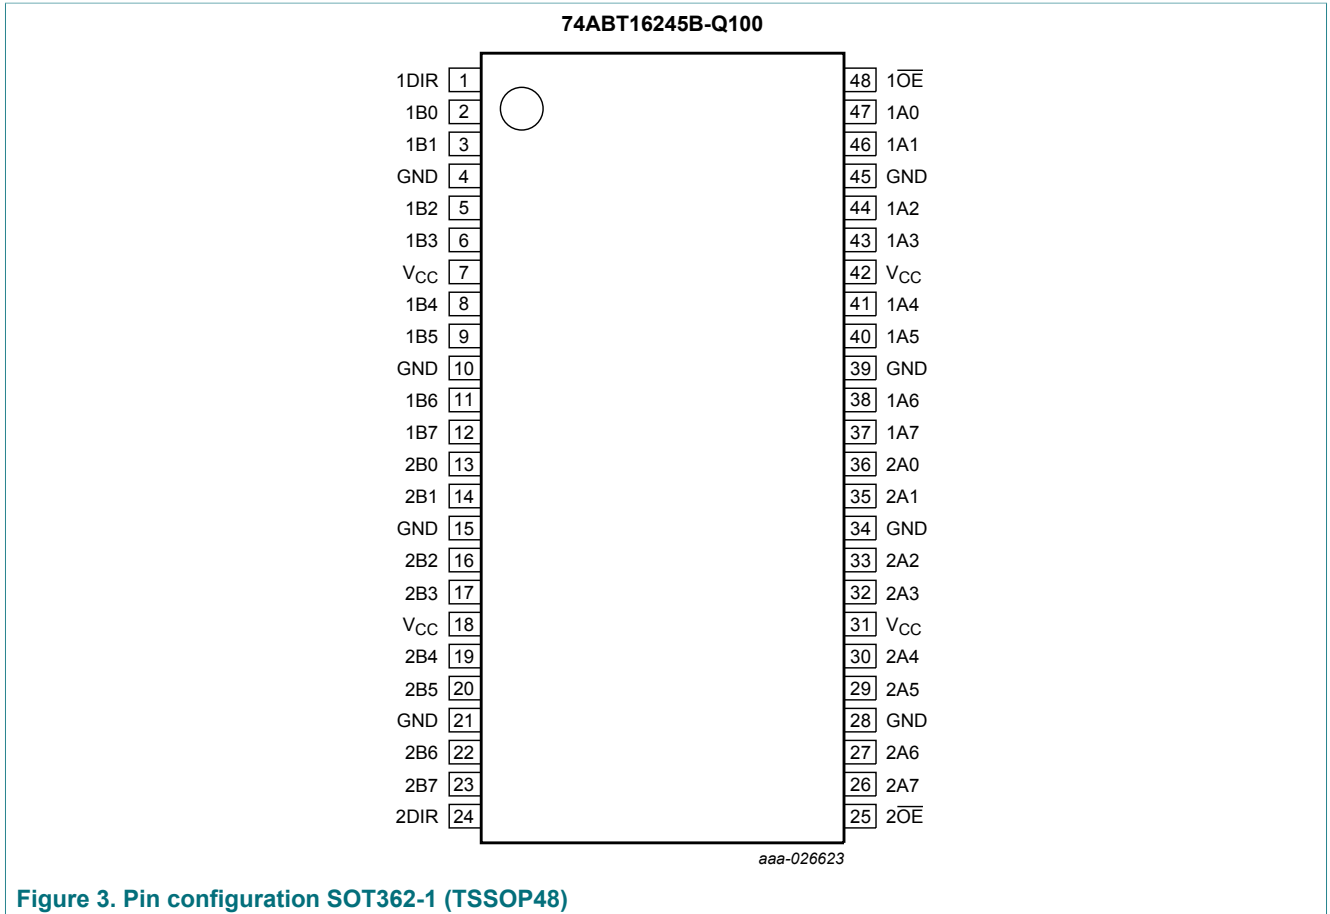 74ABT16245B-Q100
1DIR 1 48 1O̅E̅
1B0 2 47 1A0
1B1 3 46 1A1
GND 4 45 GND
1B2 5 44 1A2
1B3 6 43 1A3
VCC 7 42 VCC
1B4 8 41 1A4
1B5 9 40 1A5
GND 10 39 GND
1B6 11 38 1A6
1B7 12 37 1A7
2B0 13 36 2A0
2B1 14 35 2A1
GND 15 34 GND
2B2 16 33 2A2
2B3 17 32 2A3
VCC 18 31 VCC
2B4 19 30 2A4
2B5 20 29 2A5
GND 21 28 GND
2B6 22 27 2A6
2B7 23 26 2A7
2DIR 24 25 2O̅E̅
aaa-026623
Figure 3. Pin configuration SOT362-1 (TSSOP48)